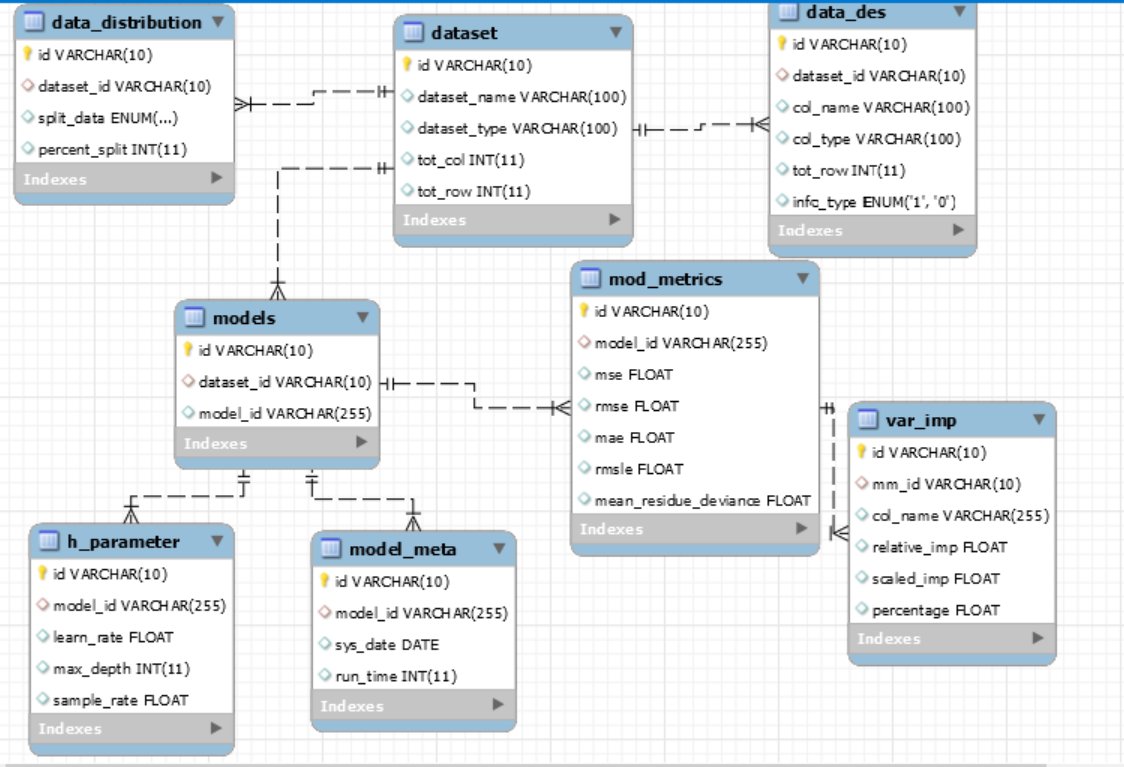 data_distribution
id VARCHAR(10)
dataset_id VARCHAR(10)
split_data ENUM(...)
percent_split INT(11)
Indexes
dataset
id VARCHAR(10)
dataset_name VARCHAR(100)
dataset_type VARCHAR(100)
tot_col INT(11)
tot_row INT(11)
Indexes
data_des
id VARCHAR(10)
dataset_id VARCHAR(10)
col_name VARCHAR(100)
col_type VARCHAR(100)
tot_row INT(11)
info_type ENUM('1', '0')
Indexes
models
id VARCHAR(10)
dataset_id VARCHAR(10)
model_id VARCHAR(255)
Indexes
mod_metrics
id VARCHAR(10)
model_id VARCHAR(255)
mse FLOAT
rmse FLOAT
mae FLOAT
rmsle FLOAT
mean_residue_deviance FLOAT
Indexes
var_imp
id VARCHAR(10)
mm_id VARCHAR(10)
col_name VARCHAR(255)
relative_imp FLOAT
scaled_imp FLOAT
percentage FLOAT
Indexes
h_parameter
id VARCHAR(10)
model_id VARCHAR(255)
learn_rate FLOAT
max_depth INT(11)
sample_rate FLOAT
Indexes
model_meta
id VARCHAR(10)
model_id VARCHAR(255)
sys_date DATE
run_time INT(11)
Indexes